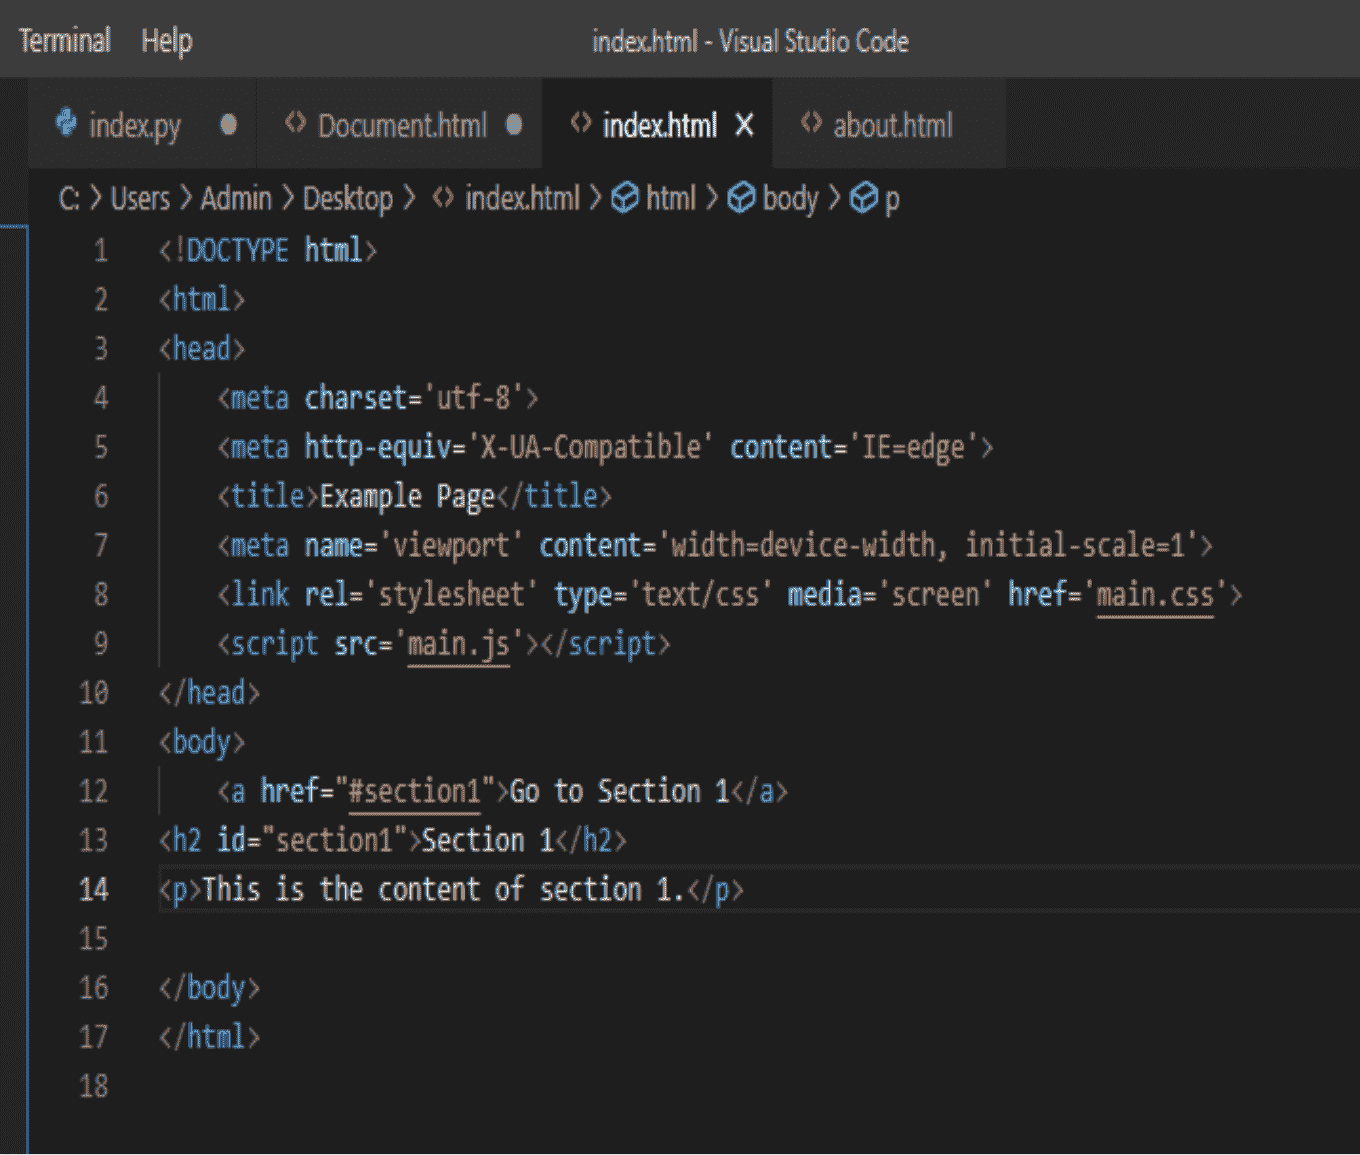 Terminal Help index.html - Visual Studio Code
index.py Document.html index.html X about.html
C: > Users > Admin > Desktop > <> index.html > html > body > p
1 <!DOCTYPE html>
2 <html>
3 <head>
4 <meta charset='utf-8'>
5 <meta http-equiv='X-UA-Compatible' content='IE=edge'>
6 <title>Example Page</title>
7 <meta name='viewport' content='width=device-width, initial-scale=1'>
8 <link rel='stylesheet' type='text/css' media='screen' href='main.css'>
9 <script src='main.js'></script>
10 </head>
11 <body>
12 <a href="#section1">Go to Section 1</a>
13 <h2 id="section1">Section 1</h2>
14 <p>This is the content of section 1.</p>
15
16 </body>
17 </html>
18